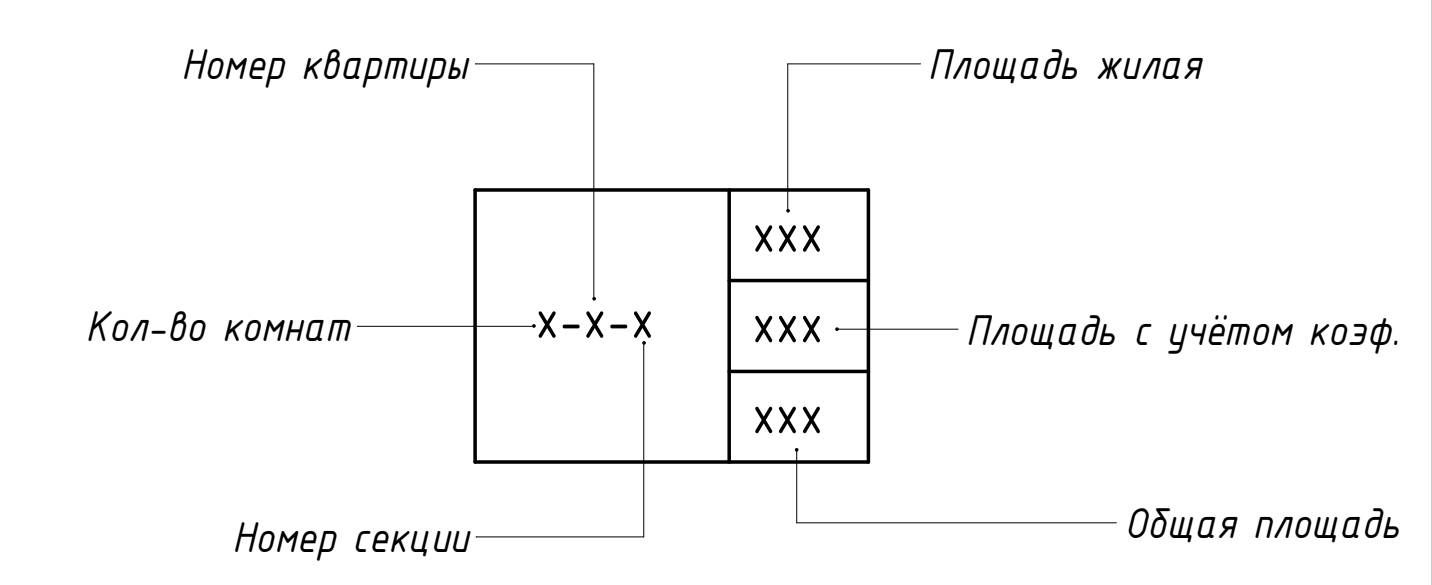 Номер квартиры
Площадь жилая
XXX
Кол-во комнат
X-X-X
XXX
Площадь с учётом коэф.
XXX
Номер секции
Общая площадь